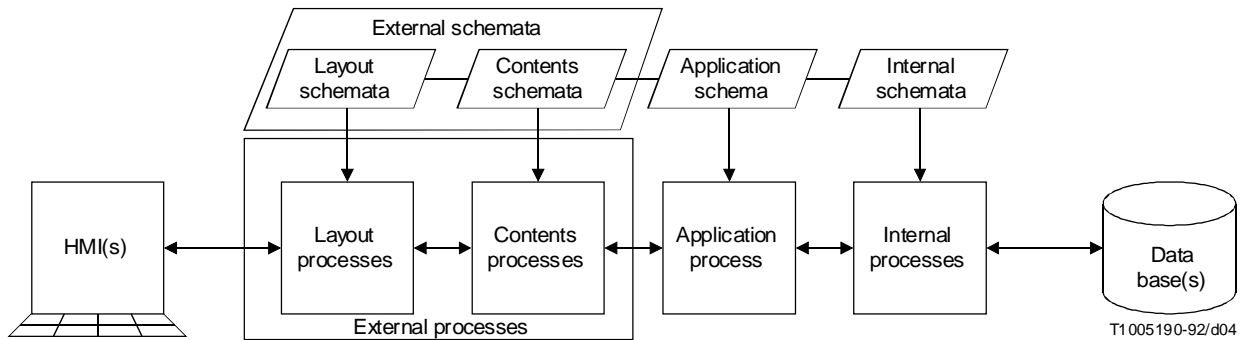 External schemata
Layout
schemata
Contents
schemata
Application
schema
Internal
schemata
HMI(s)
Layout
processes
Contents
processes
Application
process
Internal
processes
Data
base(s)
External processes
T1005190-92/d04